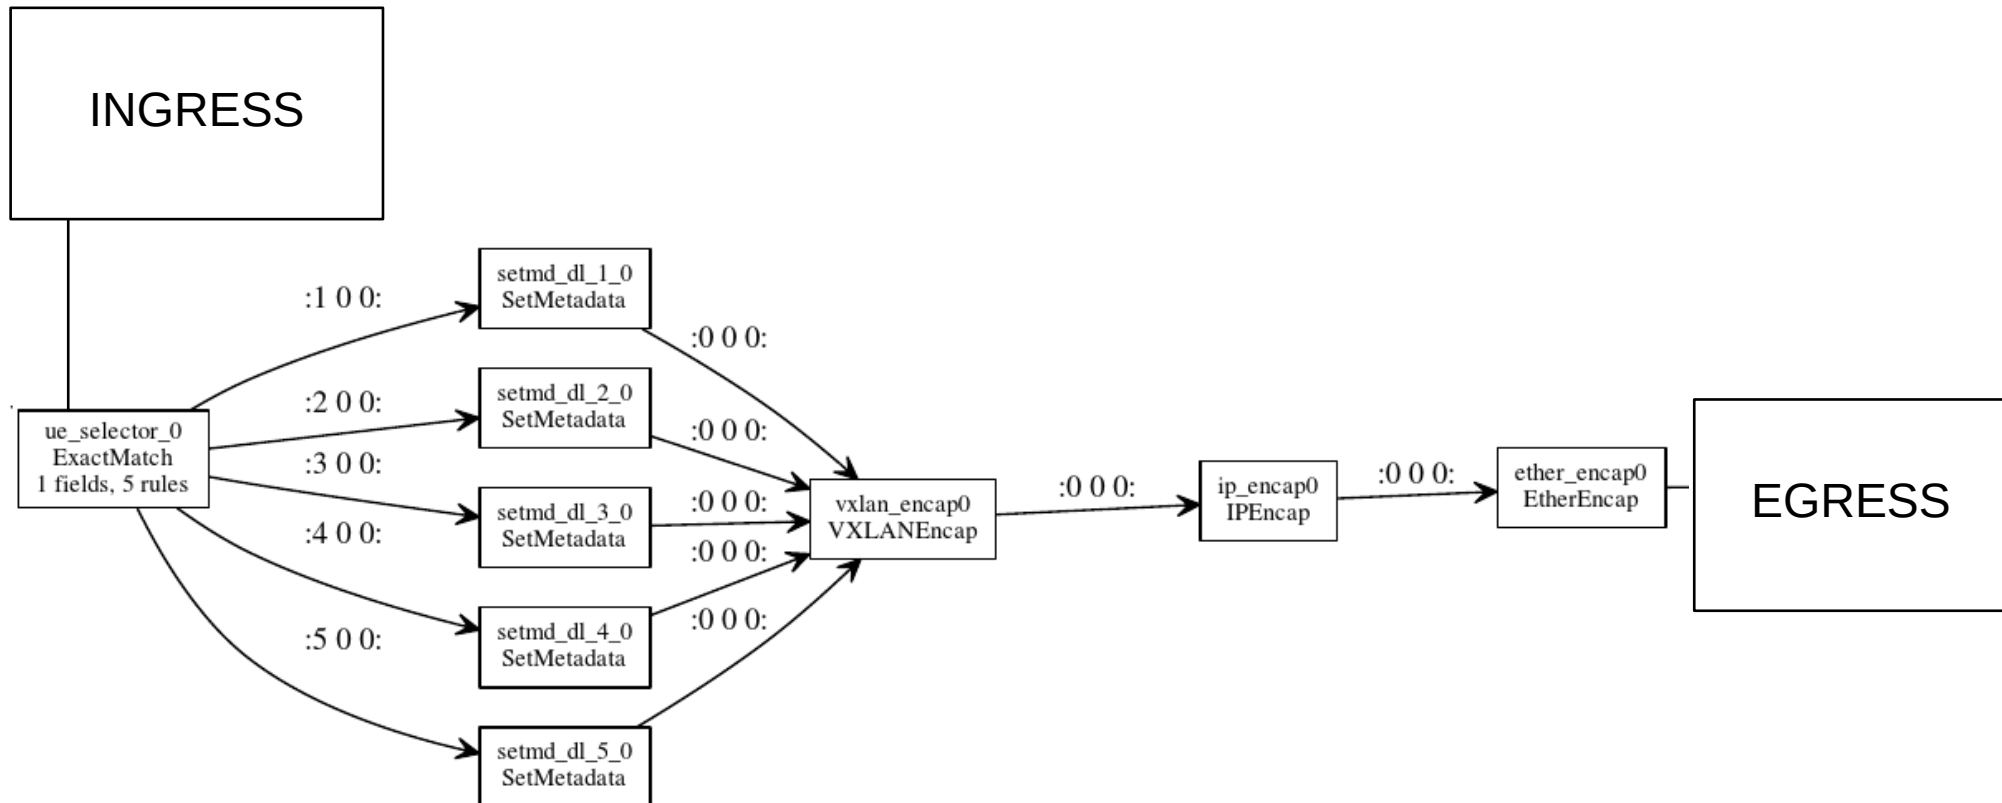 INGRESS
ue_selector_0
ExactMatch
1 fields, 5 rules
:1 0 0:
:2 0 0:
:3 0 0:
:4 0 0:
:5 0 0:
setmd_dl_1_0
SetMetadata
setmd_dl_2_0
SetMetadata
setmd_dl_3_0
SetMetadata
setmd_dl_4_0
SetMetadata
setmd_dl_5_0
SetMetadata
:0 0 0:
:0 0 0:
:0 0 0:
:0 0 0:
:0 0 0:
vxlan_encap0
VXLANEncap
:0 0 0:
ip_encap0
IPEncap
:0 0 0:
ether_encap0
EtherEncap
EGRESS